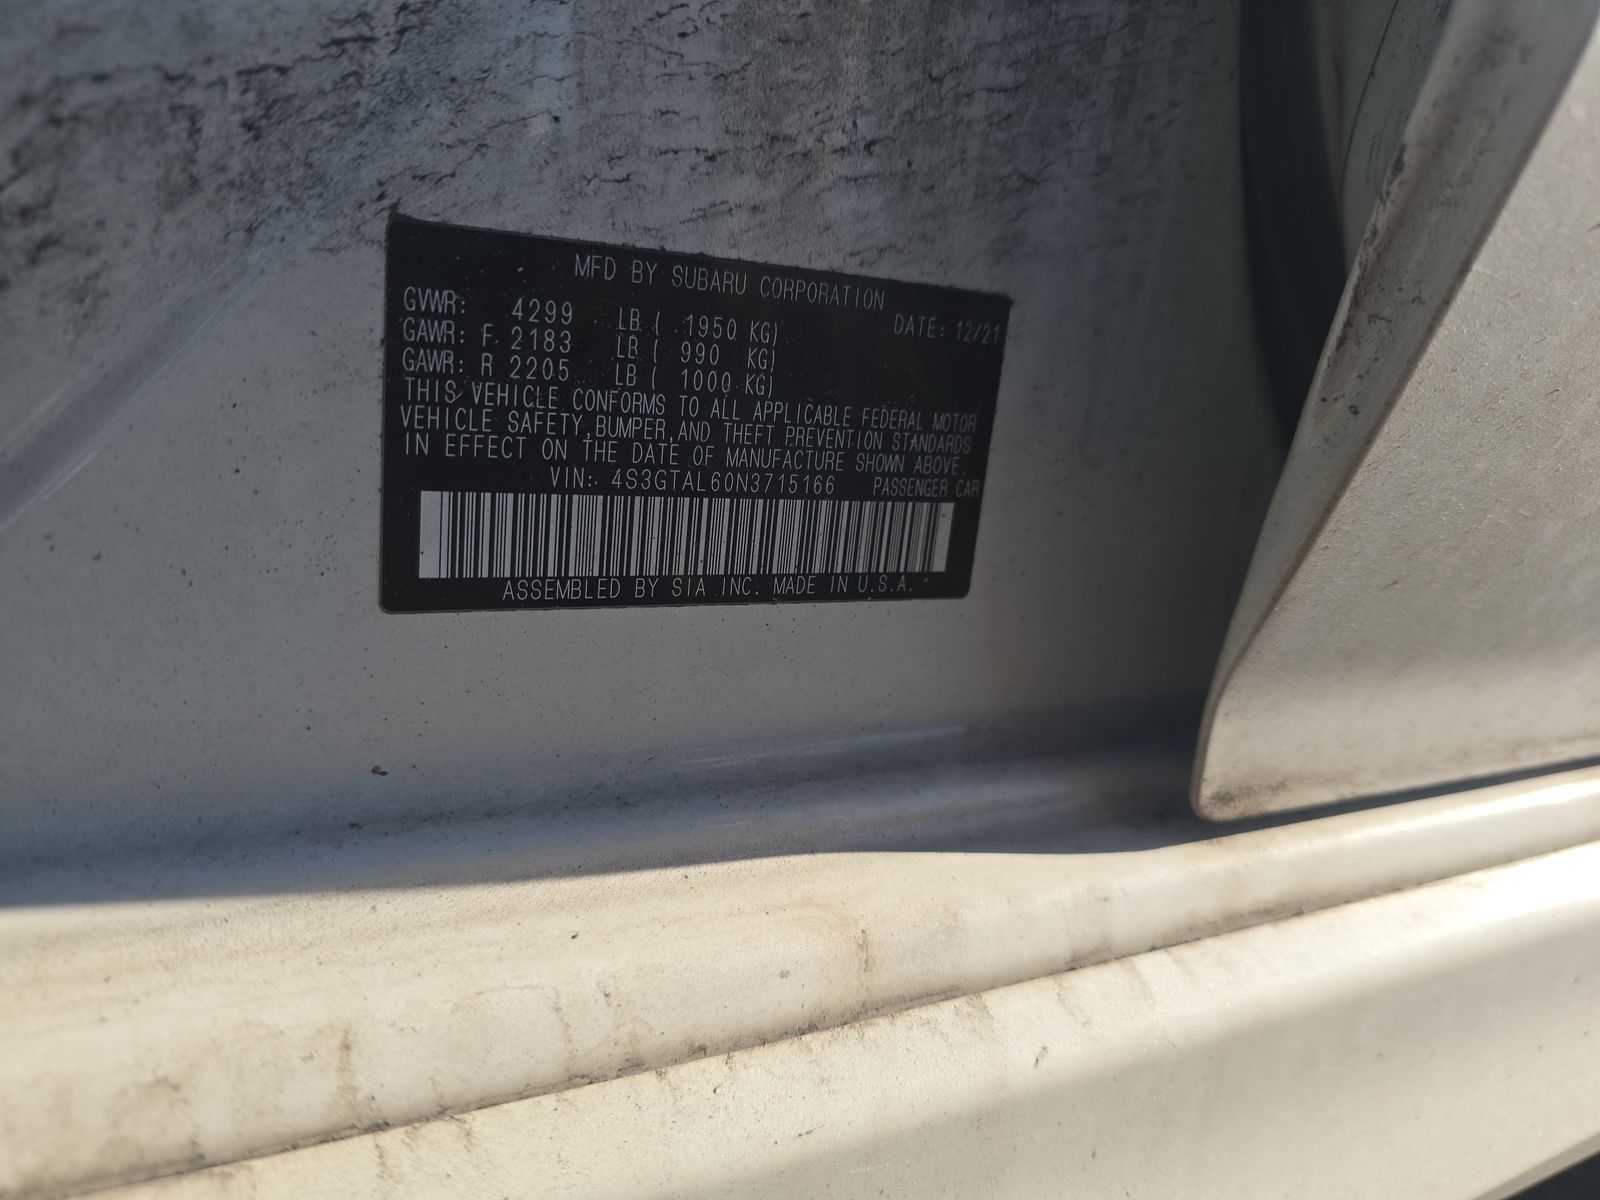 MFD BY SUBARU CORPORATION
GVWR: 4299 LB ( 1950 KG) DATE: 12/21
GAWR: F 2183 LB ( 990 KG)
GAWR: R 2205 LB ( 1000 KG)
THIS VEHICLE CONFORMS TO ALL APPLICABLE FEDERAL MOTOR
VEHICLE SAFETY,BUMPER,AND THEFT PREVENTION STANDARDS
IN EFFECT ON THE DATE OF MANUFACTURE SHOWN ABOVE.
VIN: 4S3GTAL60N3715166 PASSENGER CAR
ASSEMBLED BY SIA INC. MADE IN U.S.A.